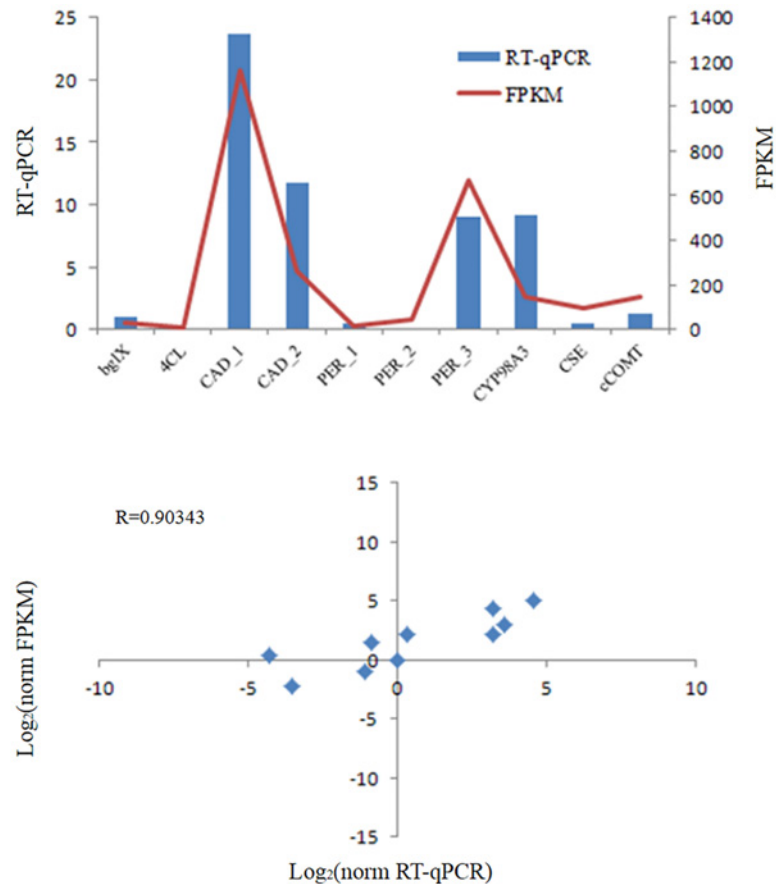 25
20
15
10
5
0
RT-qPCR
1400
1200
1000
800
600
400
200
0
FPKM
RT-qPCR
FPKM
bglX
4CL
CAD_1
CAD_2
PER_1
PER_2
PER_3
CYP98A3
CSE
cCOMT
R=0.90343
15
10
5
0
-5
-10
-15
-10
-5
0
5
10
Log₂(norm FPKM)
Log₂(norm RT-qPCR)